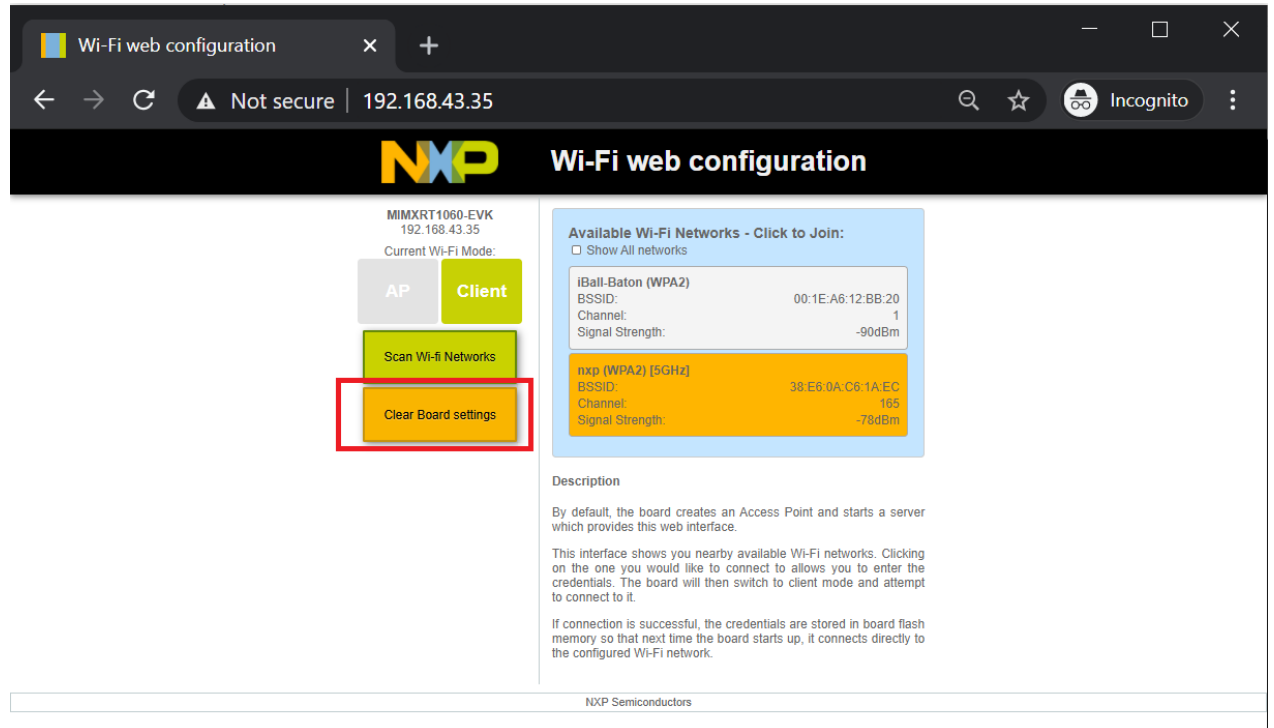 Wi-Fi web configuration
Not secure
192.168.43.35
Incognito
NXP
Wi-Fi web configuration
MIMXRT1060-EVK
192.168.43.35
Current Wi-Fi Mode:
AP
Client
Scan Wi-fi Networks
Clear Board settings
Available Wi-Fi Networks - Click to Join:
Show All networks
iBall-Baton (WPA2)
BSSID: 00:1E:A6:12:BB:20
Channel: 1
Signal Strength: -90dBm
nxp (WPA2) [5GHz]
BSSID: 38:E6:0A:C6:1A:EC
Channel: 165
Signal Strength: -78dBm
Description
By default, the board creates an Access Point and starts a server
which provides this web interface.
This interface shows you nearby available Wi-Fi networks. Clicking
on the one you would like to connect to allows you to enter the
credentials. The board will then switch to client mode and attempt
to connect to it.
If connection is successful, the credentials are stored in board flash
memory so that next time the board starts up, it connects directly to
the configured Wi-Fi network.
NXP Semiconductors